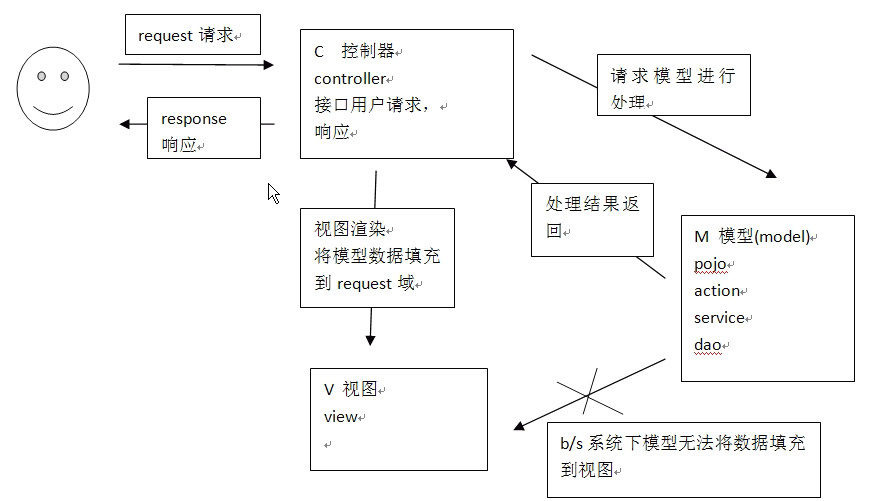 request 请求
C 控制器
controller
接口用户请求，
响应
请求模型进行
处理
response
响应
处理结果返
回
视图渲染
将模型数据填充
到 request 域
M 模型(model)
pojo
action
service
dao
V 视图
view
b/s 系统下模型无法将数据填充
到视图